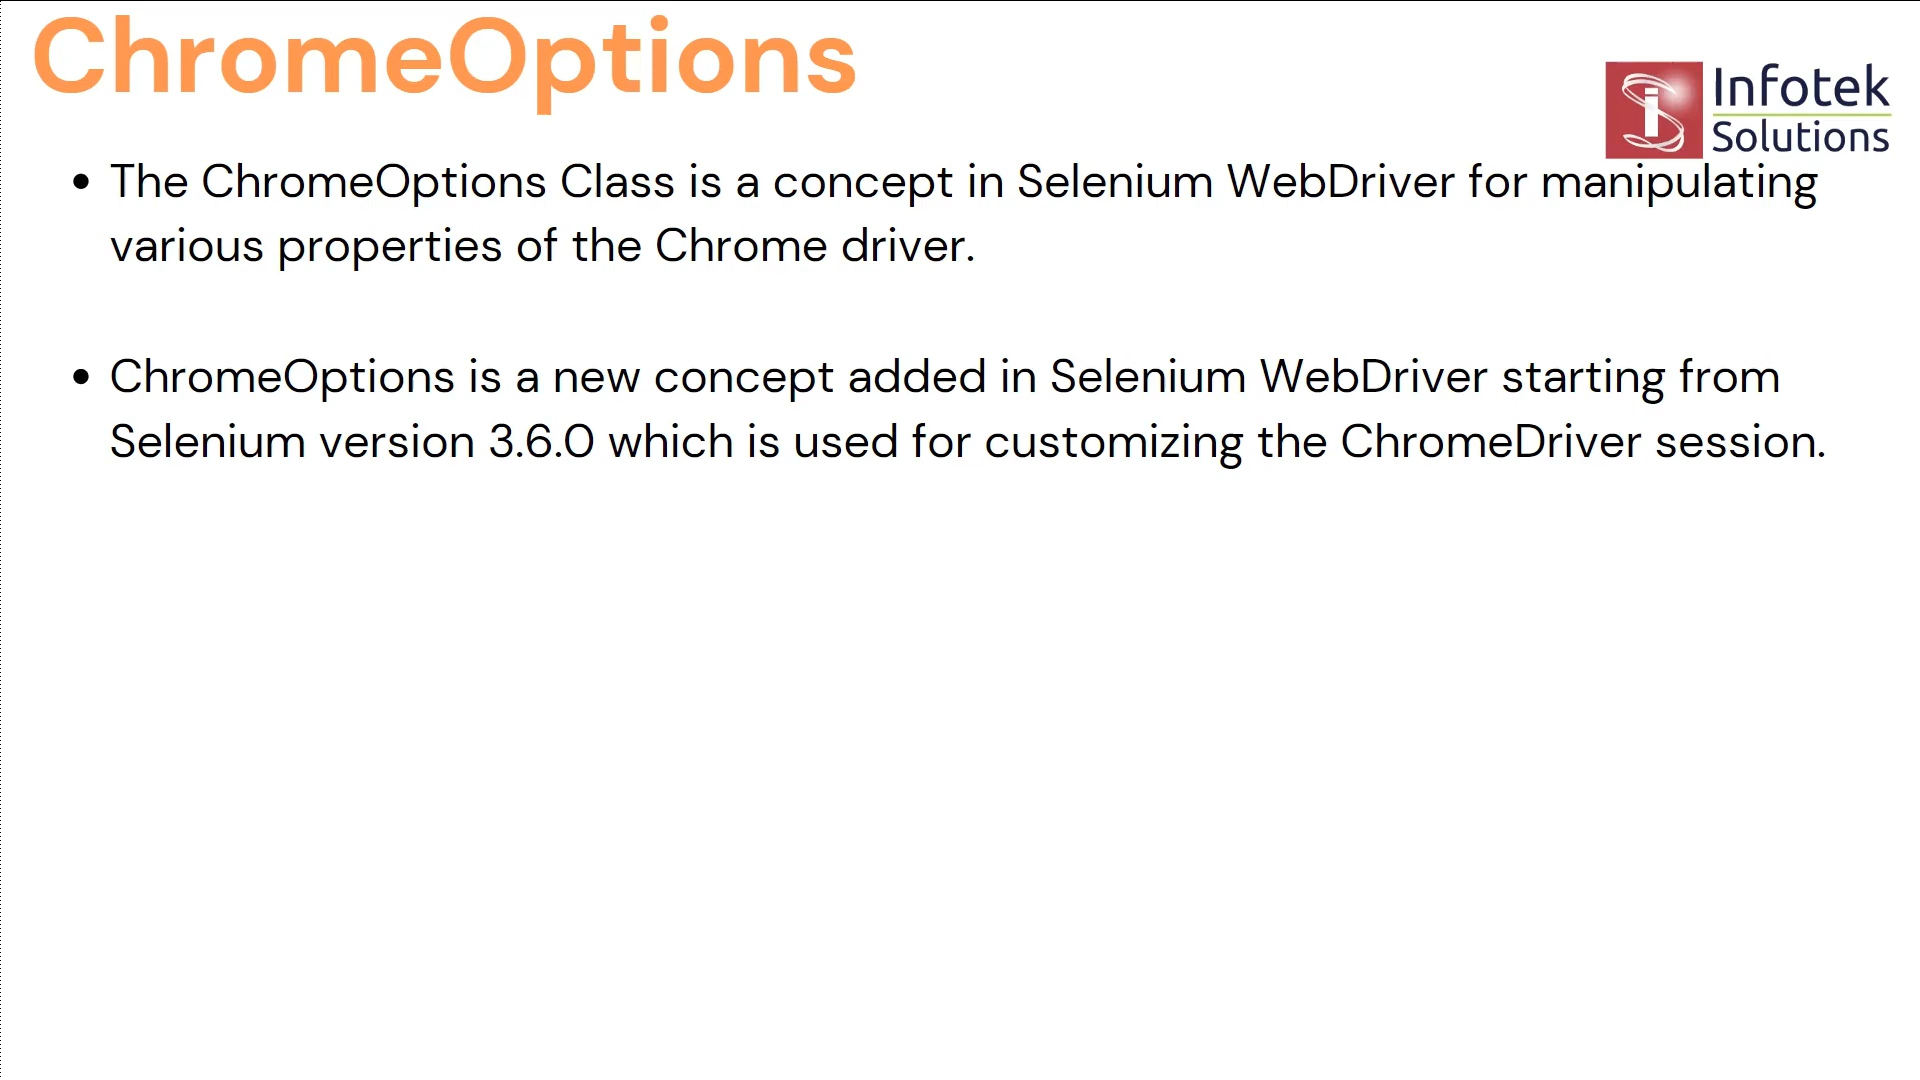 ChromeOptions
Infotek
Solutions
• The ChromeOptions Class is a concept in Selenium WebDriver for manipulating
various properties of the Chrome driver.
• ChromeOptions is a new concept added in Selenium WebDriver starting from
Selenium version 3.6.0 which is used for customizing the ChromeDriver session.